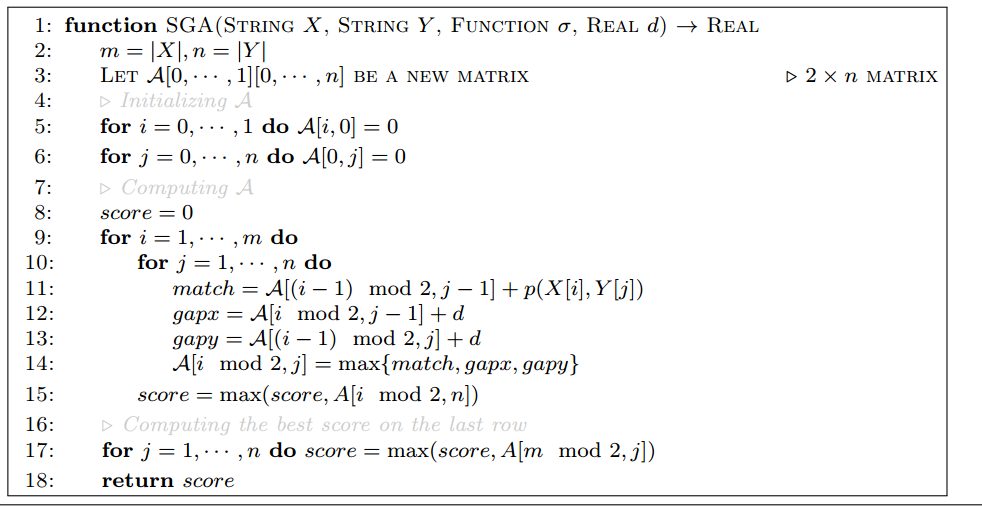 1: function SGA(STRING X, STRING Y, FUNCTION σ, REAL d) → REAL
2: m = |X|, n = |Y|
3: LET 𝒜[0, ⋯ , 1][0, ⋯ , n] BE A NEW MATRIX ▷ 2 × n MATRIX
4: ▷ Initializing 𝒜
5: for i = 0, ⋯ , 1 do 𝒜[i, 0] = 0
6: for j = 0, ⋯ , n do 𝒜[0, j] = 0
7: ▷ Computing 𝒜
8: score = 0
9: for i = 1, ⋯ , m do
10: for j = 1, ⋯ , n do
11: match = 𝒜[(i − 1) mod 2, j − 1] + p(X[i], Y[j])
12: gapx = 𝒜[i mod 2, j − 1] + d
13: gapy = 𝒜[(i − 1) mod 2, j] + d
14: 𝒜[i mod 2, j] = max{match, gapx, gapy}
15: score = max(score, A[i mod 2, n])
16: ▷ Computing the best score on the last row
17: for j = 1, ⋯ , n do score = max(score, A[m mod 2, j])
18: return score